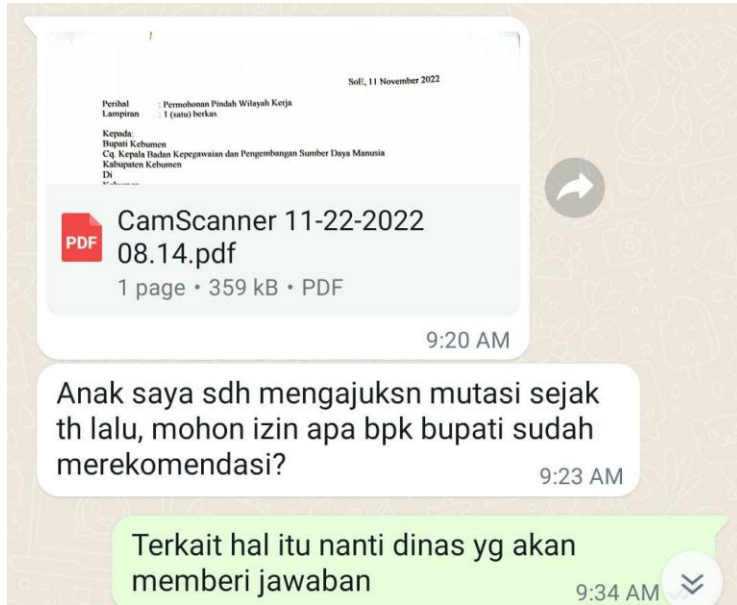 SoE, 11 November 2022
Perihal : Permohonan Pindah Wilayah Kerja
Lampiran : 1 (satu) berkas
Kepada:
Bupati Kebumen
Cq. Kepala Badan Kepegawaian dan Pengembangan Sumber Daya Manusia
Kabupaten Kebumen
Di
PDF
CamScanner 11-22-2022
08.14.pdf
1 page • 359 kB • PDF
9:20 AM
Anak saya sdh mengajuksn mutasi sejak
th lalu, mohon izin apa bpk bupati sudah
merekomendasi?
9:23 AM
Terkait hal itu nanti dinas yg akan
memberi jawaban
9:34 AM